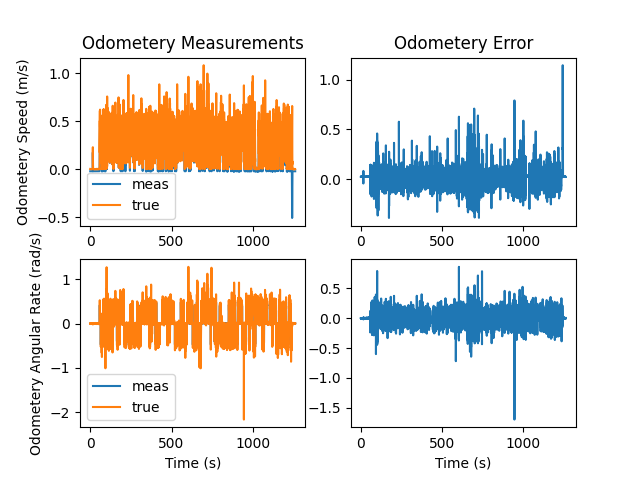 Odometery Measurements
Odometery Speed (m/s)
1.0
0.5
0.0
−0.5
meas
true
0
500
1000
Odometery Error
1.0
0.5
0.0
0
500
1000
Odometery Angular Rate (rad/s)
1
0
−1
−2
meas
true
0
500
1000
Time (s)
0.5
0.0
−0.5
−1.0
−1.5
0
500
1000
Time (s)